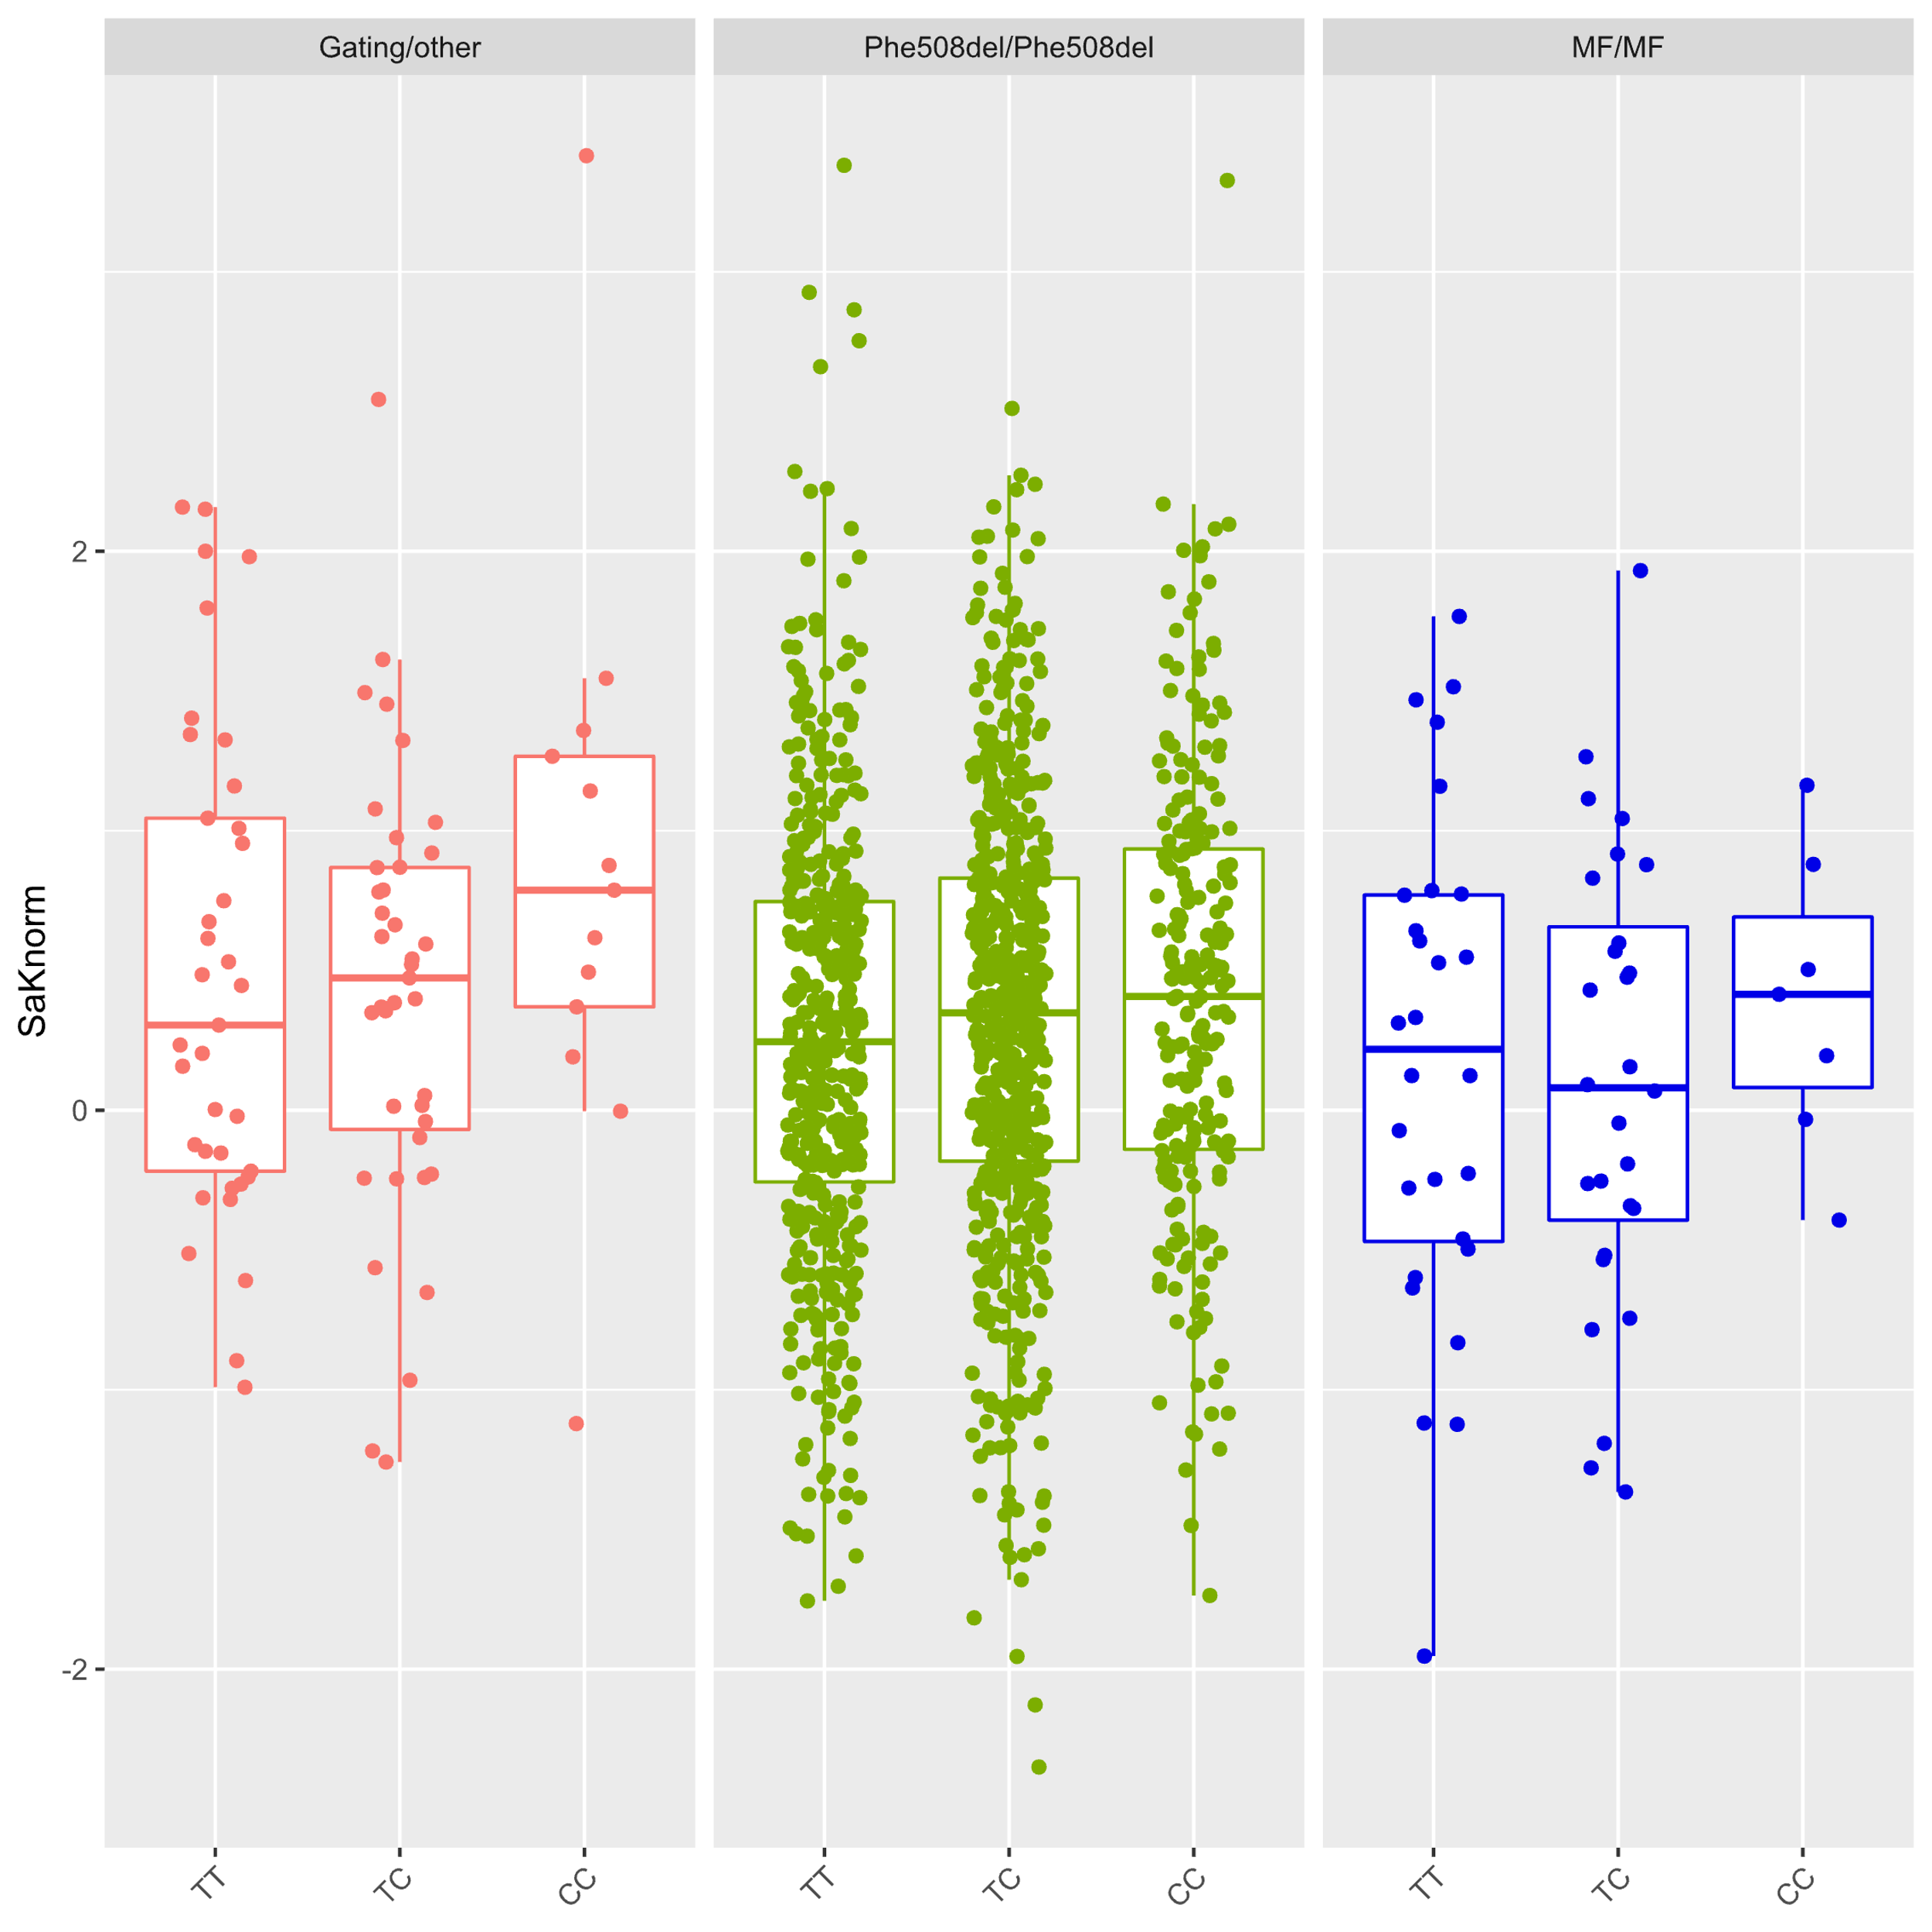 Gating/other Phe508del/Phe508del MF/MF
SaKnorm
2
0
-2
TT TC CC TT TC CC TT TC CC